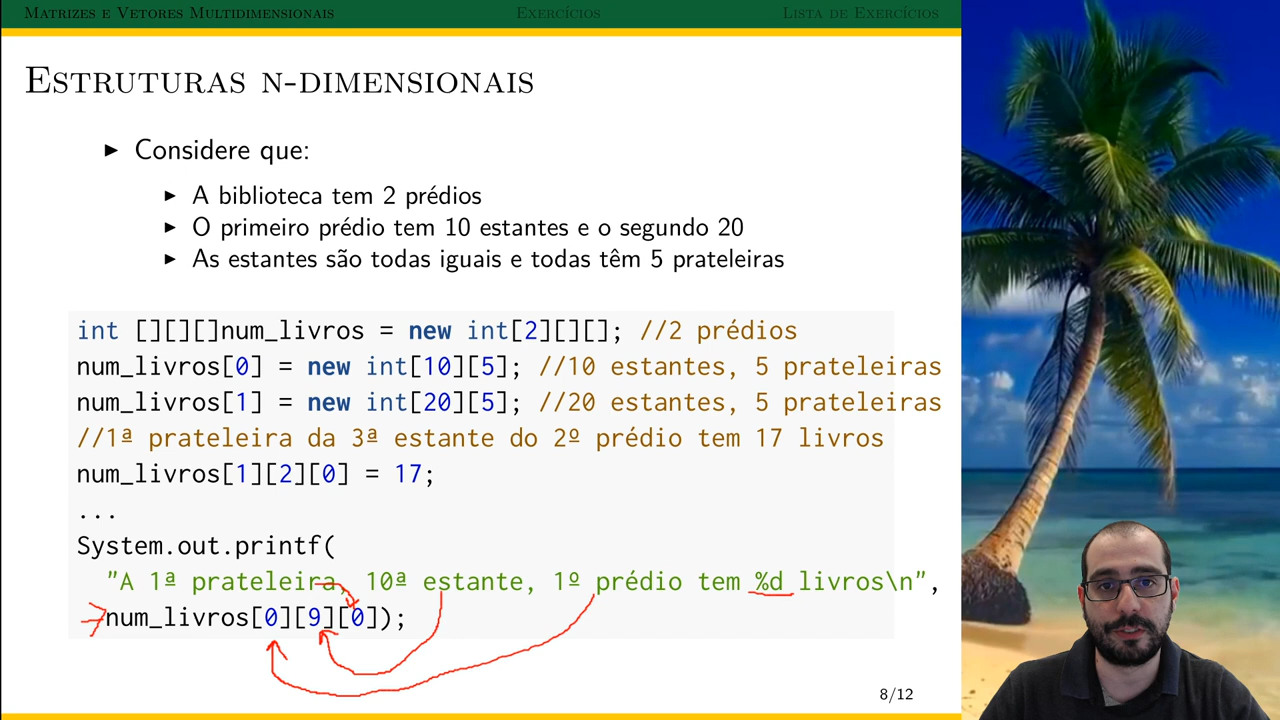 Matrizes e Vetores Multidimensionais Exercícios Lista de Exercícios
Estruturas n-dimensionais
► Considere que:
► A biblioteca tem 2 prédios
► O primeiro prédio tem 10 estantes e o segundo 20
► As estantes são todas iguais e todas têm 5 prateleiras
int [][][]num_livros = new int[2][][]; //2 prédios
num_livros[0] = new int[10][5]; //10 estantes, 5 prateleiras
num_livros[1] = new int[20][5]; //20 estantes, 5 prateleiras
//1ª prateleira da 3ª estante do 2º prédio tem 17 livros
num_livros[1][2][0] = 17;
...
System.out.printf(
"A 1ª prateleira, 10ª estante, 1º prédio tem %d livros\n",
num_livros[0][9][0]);
8/12